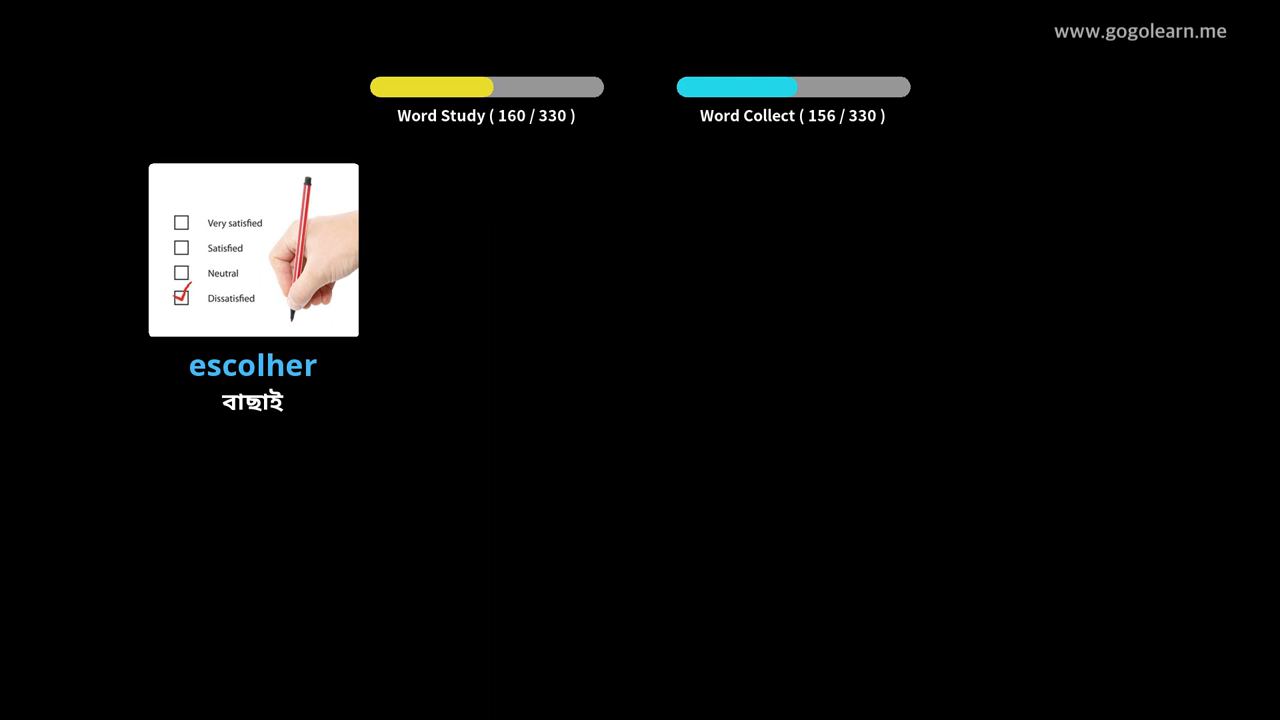 www.gogolearn.me
Word Study ( 160 / 330 )
Word Collect ( 156 / 330 )
Very satisfied
Satisfied
Neutral
Dissatisfied
escolher
বাছাই